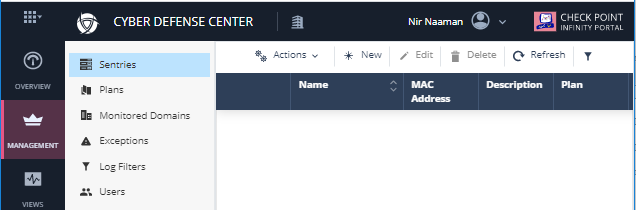 CYBER DEFENSE CENTER
Nir Naaman
CHECK POINT
INFINITY PORTAL
OVERVIEW
MANAGEMENT
VIEWS
Sentries
Plans
Monitored Domains
Exceptions
Log Filters
Users
Actions
New
Edit
Delete
Refresh
Name
MAC
Address
Description
Plan